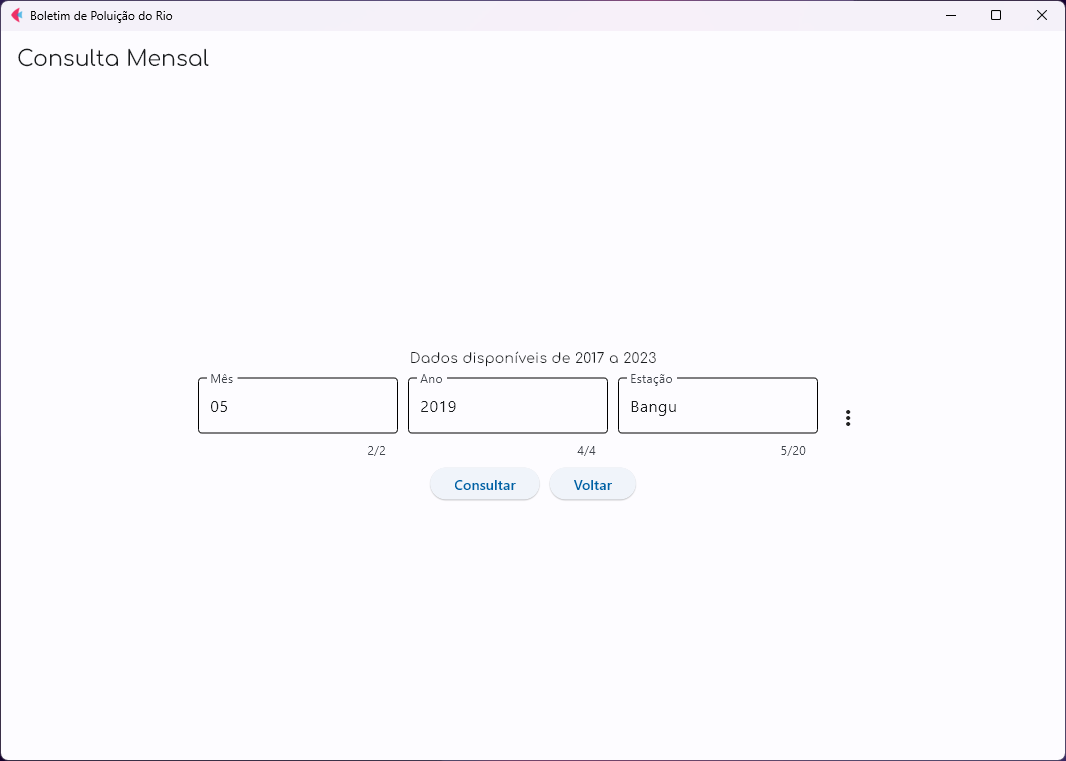 Boletim de Poluição do Rio
Consulta Mensal
Dados disponíveis de 2017 a 2023
Mês Ano Estação
05 2019 Bangu
2/2 4/4 5/20
Consultar Voltar